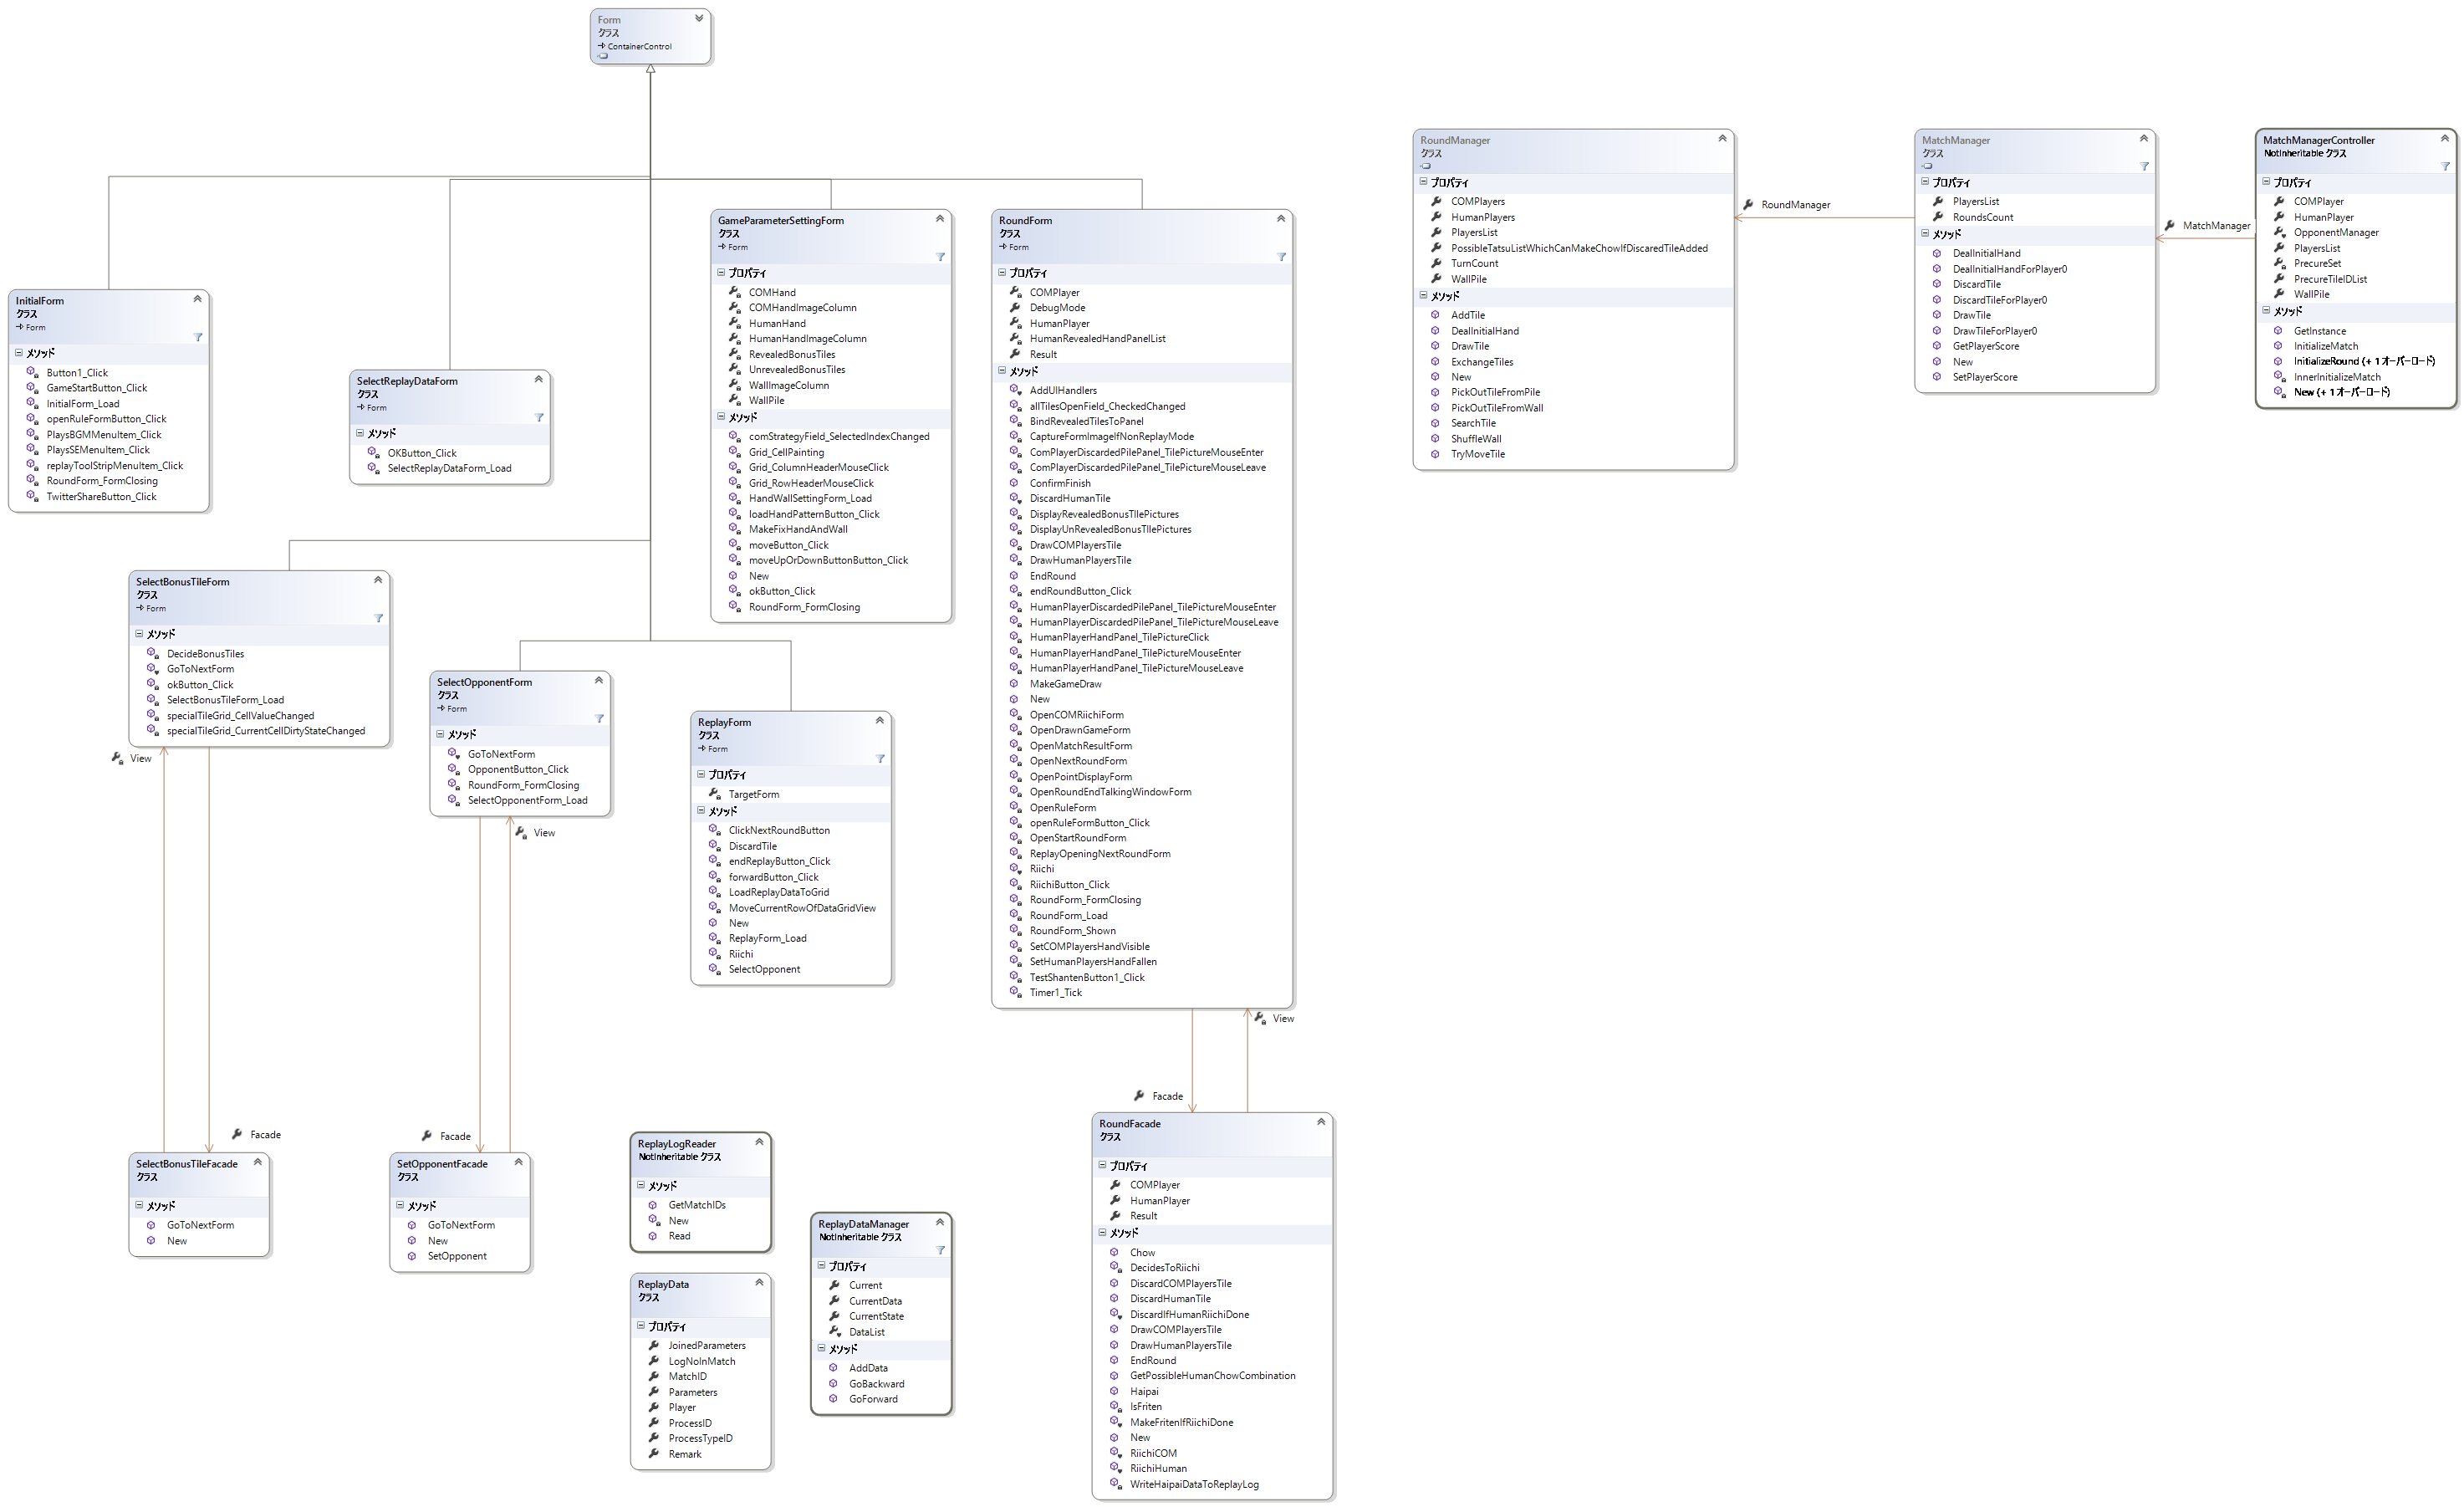 Form
クラス
ContainerControl
RoundManager
クラス
プロパティ
COMPlayers
HumanPlayers
PlayersList
PossibleTatsuListWhichCanMakeChowIfDiscaredTileAdded
TurnCount
WallPile
メソッド
AddTile
DealInitialHand
DrawTile
ExchangeTiles
New
PickOutTileFromPile
PickOutTileFromWall
SearchTile
ShuffleWall
TryMoveTile
RoundManager
MatchManager
クラス
プロパティ
PlayersList
RoundsCount
メソッド
DealInitialHand
DealInitialHandForPlayer0
DiscardTile
DiscardTileForPlayer0
DrawTile
DrawTileForPlayer0
GetPlayerScore
New
SetPlayerScore
MatchManager
MatchManagerController
NotInheritable クラス
プロパティ
COMPlayer
HumanPlayer
OpponentManager
PlayersList
PrecureSet
PrecureTileIDList
WallPile
メソッド
GetInstance
InitializeMatch
InitializeRound (+ 1 オーバーロード)
InnerInitializeMatch
New (+ 1 オーバーロード)
InitialForm
クラス
Form
メソッド
Button1_Click
GameStartButton_Click
InitialForm_Load
openRuleFormButton_Click
PlaysBGMMenuItem_Click
PlaysSEMenuItem_Click
replayToolStripMenuItem_Click
RoundForm_FormClosing
TwitterShareButton_Click
SelectReplayDataForm
クラス
Form
メソッド
OKButton_Click
SelectReplayDataForm_Load
GameParameterSettingForm
クラス
Form
プロパティ
COMHand
COMHandImageColumn
HumanHand
HumanHandImageColumn
RevealedBonusTiles
UnrevealedBonusTiles
WallImageColumn
WallPile
メソッド
comStrategyField_SelectedIndexChanged
Grid_CellPainting
Grid_ColumnHeaderMouseClick
Grid_RowHeaderMouseClick
HandWallSettingForm_Load
loadHandPatternButton_Click
MakeFixHandAndWall
moveButton_Click
moveUpOrDownButtonButton_Click
New
okButton_Click
RoundForm_FormClosing
RoundForm
クラス
Form
プロパティ
COMPlayer
DebugMode
HumanPlayer
HumanRevealedHandPanelList
Result
メソッド
AddUIHandlers
allTilesOpenField_CheckedChanged
BindRevealedTilesToPanel
CaptureFormImageIfNonReplayMode
ComPlayerDiscardedPilePanel_TilePictureMouseEnter
ComPlayerDiscardedPilePanel_TilePictureMouseLeave
ConfirmFinish
DiscardHumanTile
DisplayRevealedBonusTIlePictures
DisplayUnRevealedBonusTIlePictures
DrawCOMPlayersTile
DrawHumanPlayersTile
EndRound
endRoundButton_Click
HumanPlayerDiscardedPilePanel_TilePictureMouseEnter
HumanPlayerDiscardedPilePanel_TilePictureMouseLeave
HumanPlayerHandPanel_TilePictureClick
HumanPlayerHandPanel_TilePictureMouseEnter
HumanPlayerHandPanel_TilePictureMouseLeave
MakeGameDraw
New
OpenCOMRiichiForm
OpenDrawnGameForm
OpenMatchResultForm
OpenNextRoundForm
OpenPointDisplayForm
OpenRoundEndTalkingWindowForm
OpenRuleForm
openRuleFormButton_Click
OpenStartRoundForm
ReplayOpeningNextRoundForm
Riichi
RiichiButton_Click
RoundForm_FormClosing
RoundForm_Load
RoundForm_Shown
SetCOMPlayersHandVisible
SetHumanPlayersHandFallen
TestShantenButton1_Click
Timer1_Tick
SelectBonusTileForm
クラス
Form
メソッド
DecideBonusTiles
GoToNextForm
okButton_Click
SelectBonusTileForm_Load
specialTileGrid_CellValueChanged
specialTileGrid_CurrentCellDirtyStateChanged
View
SelectOpponentForm
クラス
Form
メソッド
GoToNextForm
OpponentButton_Click
RoundForm_FormClosing
SelectOpponentForm_Load
View
ReplayForm
クラス
Form
プロパティ
TargetForm
メソッド
ClickNextRoundButton
DiscardTile
endReplayButton_Click
forwardButton_Click
LoadReplayDataToGrid
MoveCurrentRowOfDataGridView
New
ReplayForm_Load
Riichi
SelectOpponent
View
Facade
Facade
Facade
SelectBonusTileFacade
クラス
メソッド
GoToNextForm
New
SetOpponentFacade
クラス
メソッド
GoToNextForm
New
SetOpponent
ReplayLogReader
NotInheritable クラス
メソッド
GetMatchIDs
New
Read
ReplayData
クラス
プロパティ
JoinedParameters
LogNoInMatch
MatchID
Parameters
Player
ProcessID
ProcessTypeID
Remark
ReplayDataManager
NotInheritable クラス
プロパティ
Current
CurrentData
CurrentState
DataList
メソッド
AddData
GoBackward
GoForward
RoundFacade
クラス
プロパティ
COMPlayer
HumanPlayer
Result
メソッド
Chow
DecidesToRiichi
DiscardCOMPlayersTile
DiscardHumanTile
DiscardIfHumanRiichiDone
DrawCOMPlayersTile
DrawHumanPlayersTile
EndRound
GetPossibleHumanChowCombination
Haipai
IsFriten
MakeFritenIfRiichiDone
New
RiichiCOM
RiichiHuman
WriteHaipaiDataToReplayLog